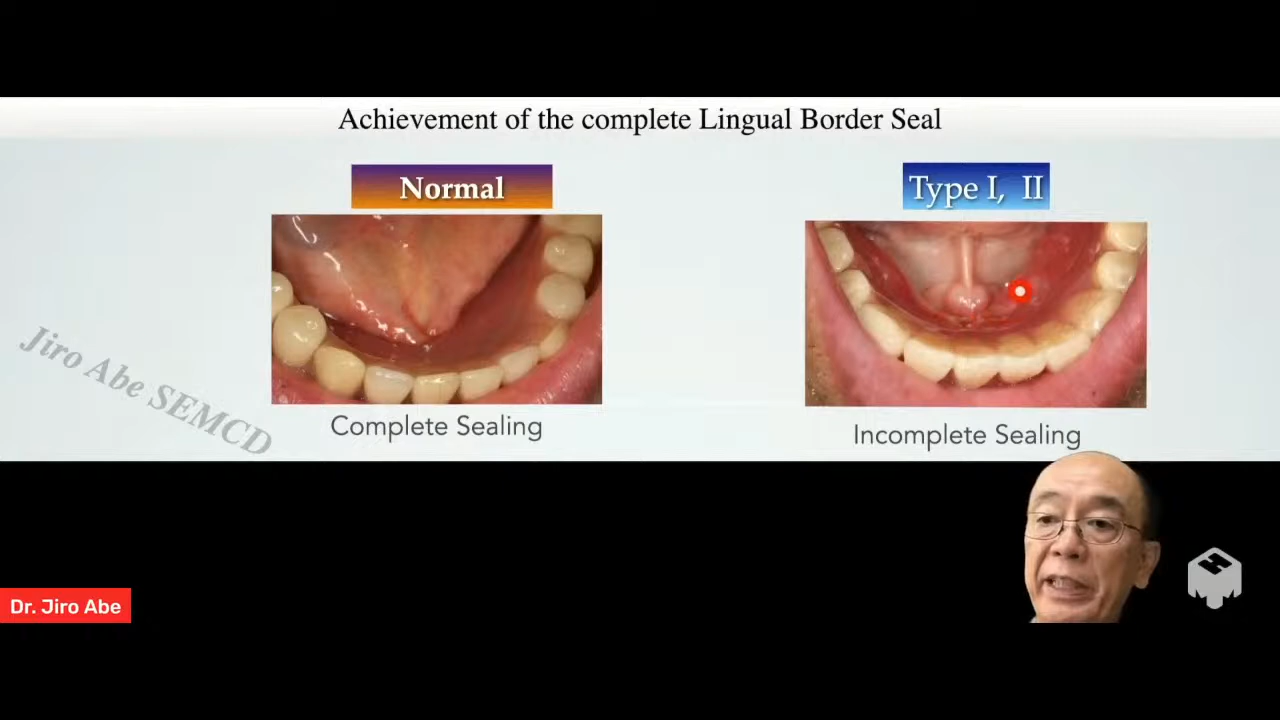 Achievement of the complete Lingual Border Seal
Normal
Type I, II
Complete Sealing
Incomplete Sealing
Jiro Abe SEMCD
Dr. Jiro Abe